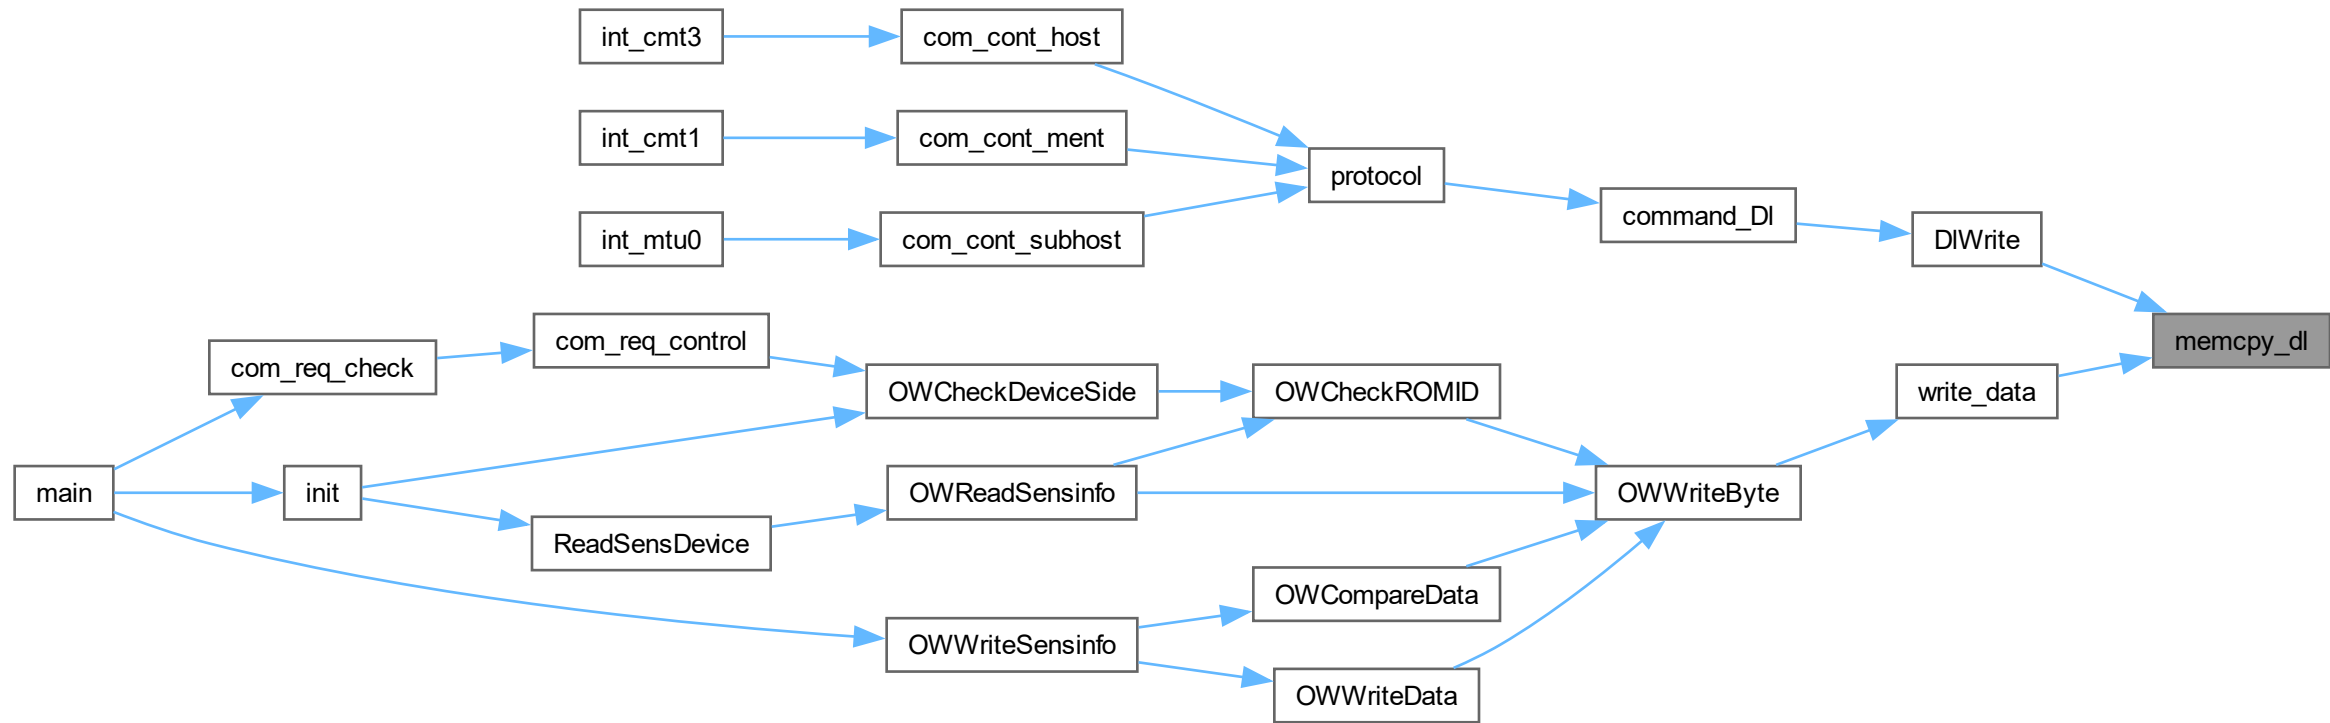 int_cmt3
com_cont_host
int_cmt1
com_cont_ment
protocol
command_Dl
int_mtu0
com_cont_subhost
DlWrite
memcpy_dl
com_req_check
com_req_control
OWCheckDeviceSide
OWCheckROMID
write_data
main
init
OWReadSensinfo
OWWriteByte
ReadSensDevice
OWCompareData
OWWriteSensinfo
OWWriteData